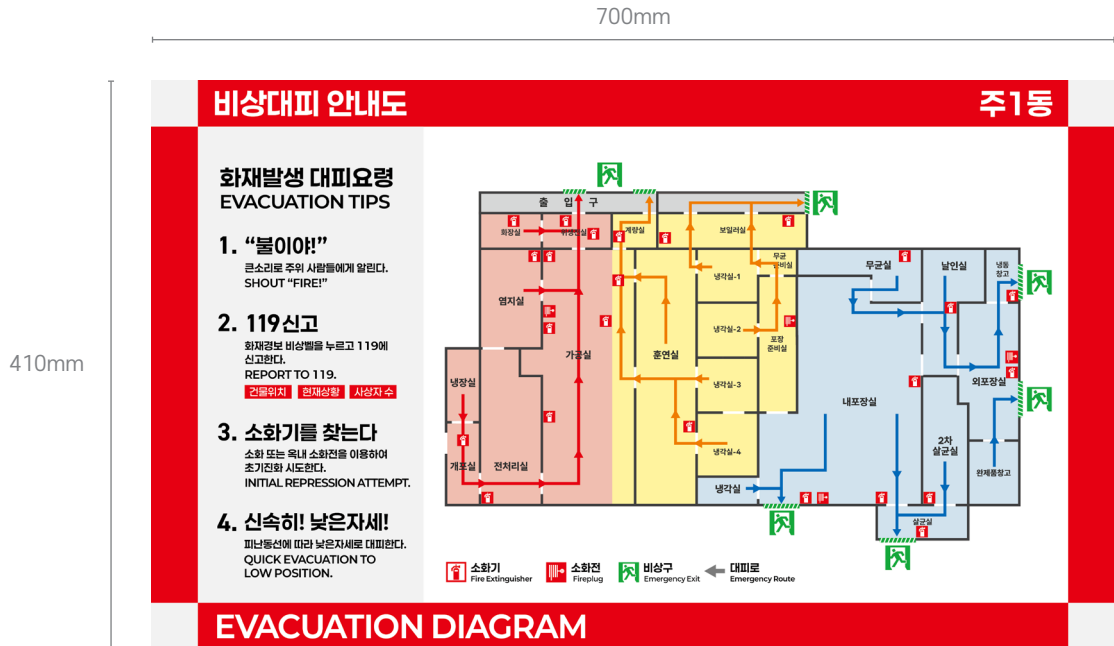 700mm
410mm
비상대피 안내도
주1동
화재발생 대피요령
EVACUATION TIPS
1. “불이야!”
큰소리로 주위 사람들에게 알린다.
SHOUT “FIRE!”
2. 119신고
화재경보 비상벨을 누르고 119에
신고한다.
REPORT TO 119.
건물위치 현재상황 사상자 수
3. 소화기를 찾는다
소화 또는 옥내 소화전을 이용하여
초기진화 시도한다.
INITIAL REPRESSION ATTEMPT.
4. 신속히! 낮은자세!
피난동선에 따라 낮은자세로 대피한다.
QUICK EVACUATION TO
LOW POSITION.
출 입 구
화장실
계량실
보일러실
무균
냉각실-1
무균실
날인실
냉동
창고
염지실
냉각실-2
포장
준비실
가공실
훈연실
냉장실
냉각실-3
외포장실
내포장실
2차
살균실
냉각실-4
개포실
전처리실
완제품창고
냉각실
살균실
소화기
Fire Extinguisher
소화전
Fireplug
비상구
Emergency Exit
대피로
Emergency Route
EVACUATION DIAGRAM